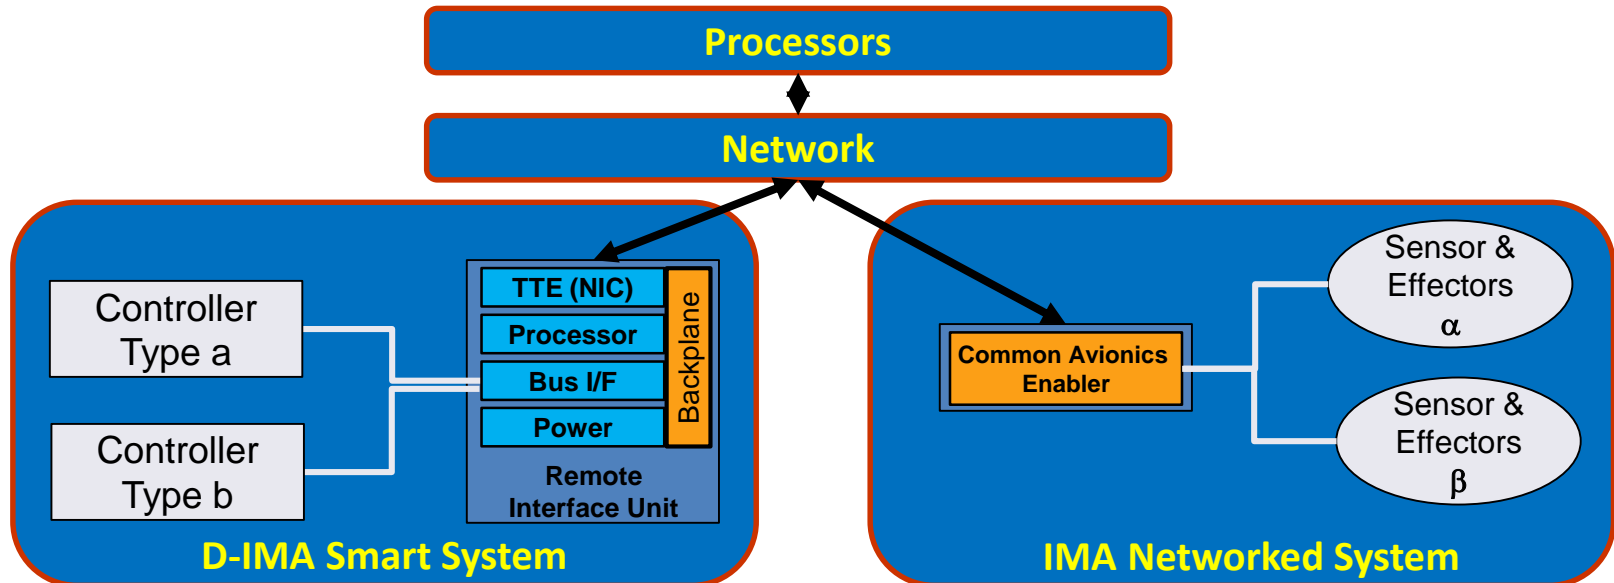 Processors
Network
Controller
Type a
Controller
Type b
TTE (NIC)
Processor
Bus I/F
Power
Backplane
Remote
Interface Unit
D-IMA Smart System
Common Avionics
Enabler
Sensor &
Effectors
α
Sensor &
Effectors
β
IMA Networked System